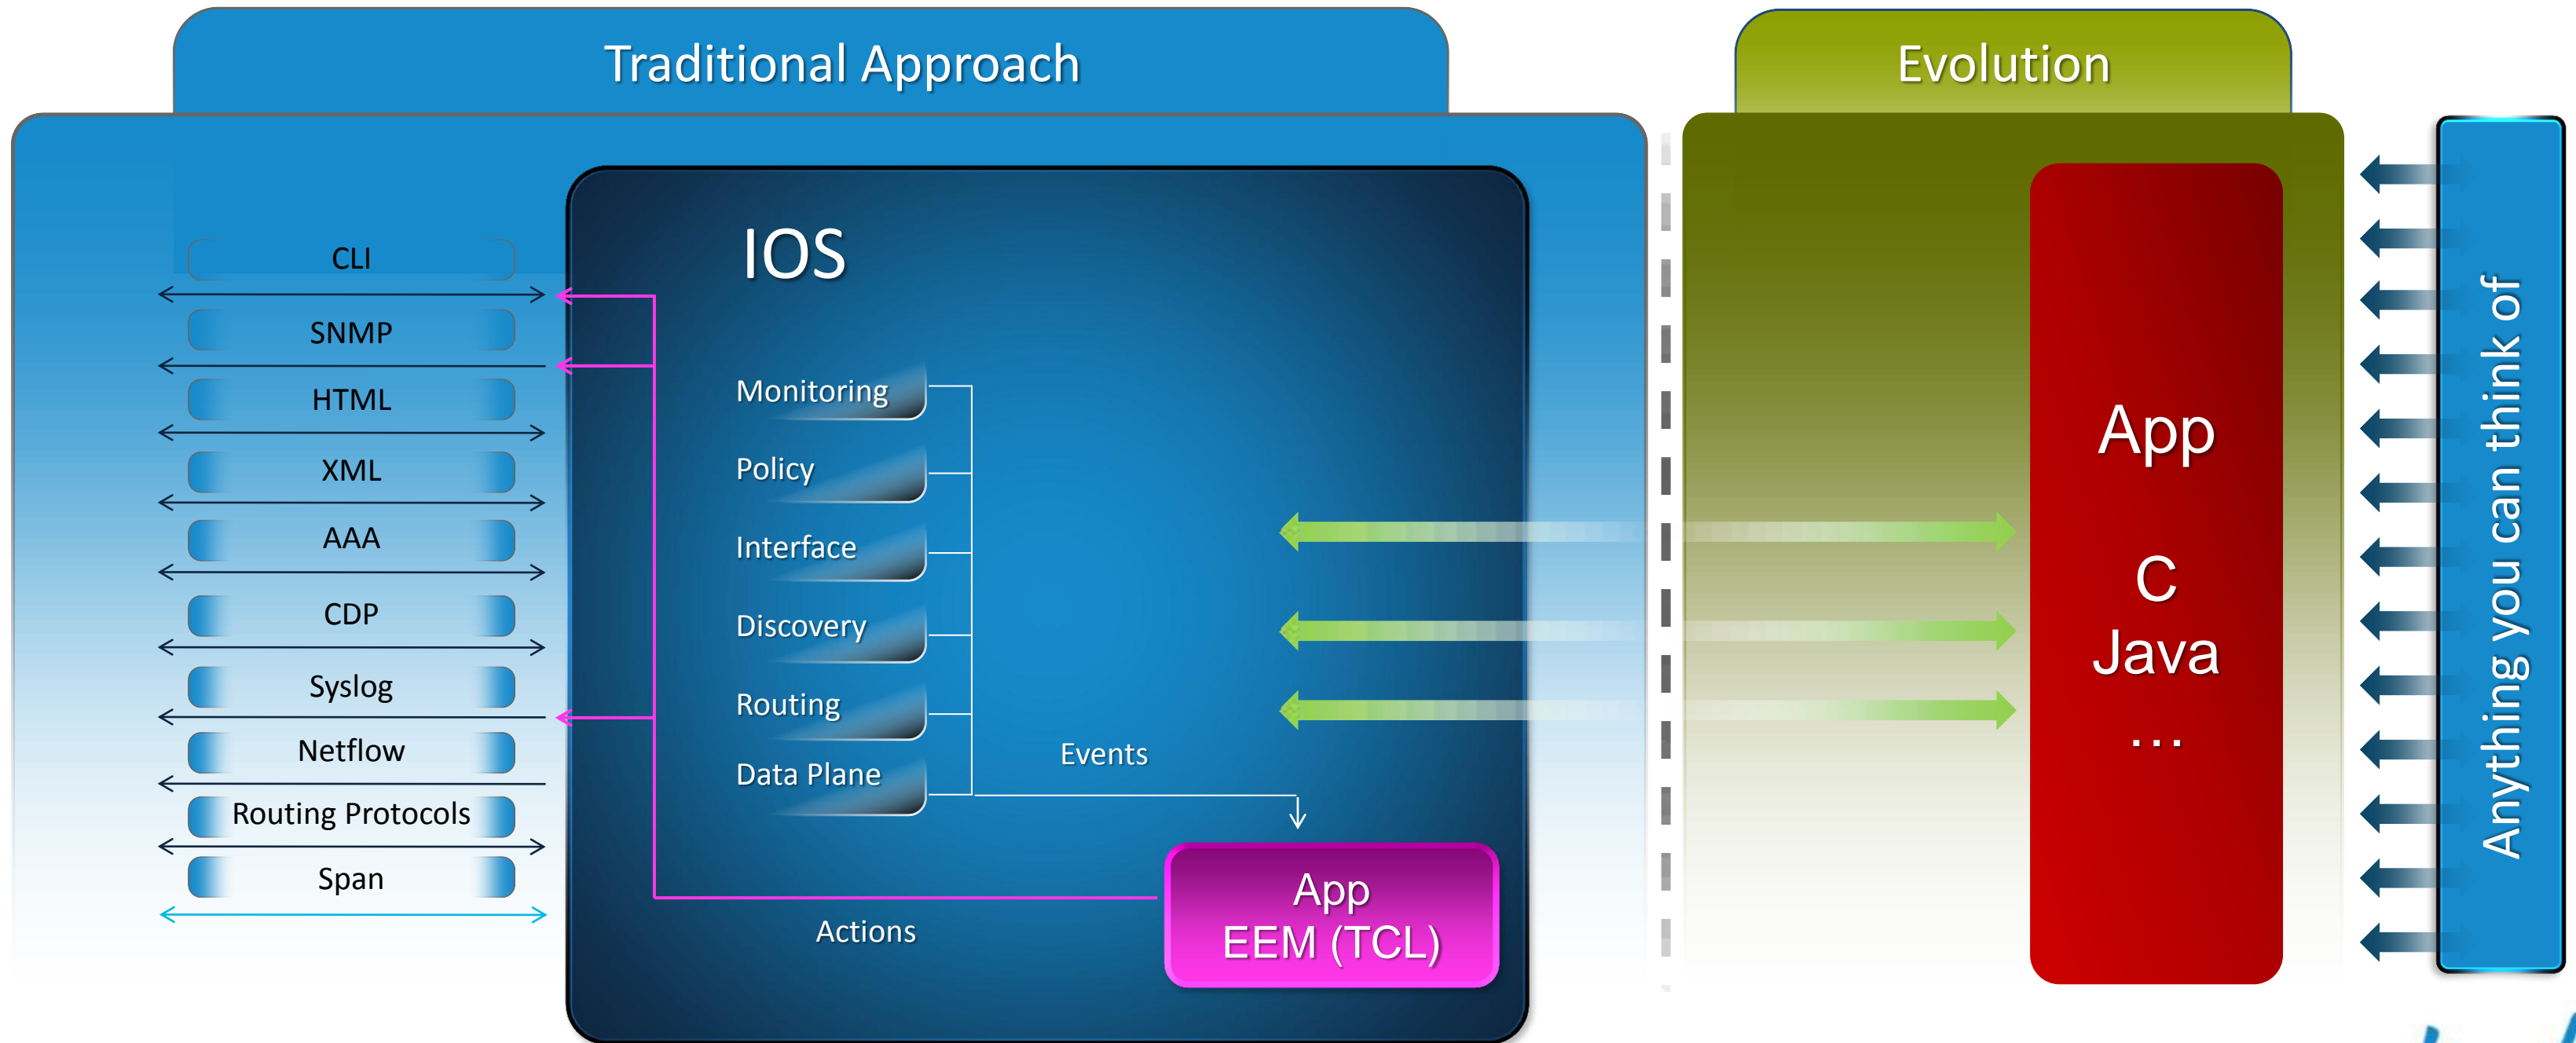 Traditional Approach
Evolution
CLI
SNMP
HTML
XML
AAA
CDP
Syslog
Netflow
Routing Protocols
Span
IOS
Monitoring
Policy
Interface
Discovery
Routing
Data Plane
Events
Actions
App
EEM (TCL)
App
C
Java
...
Anything you can think of